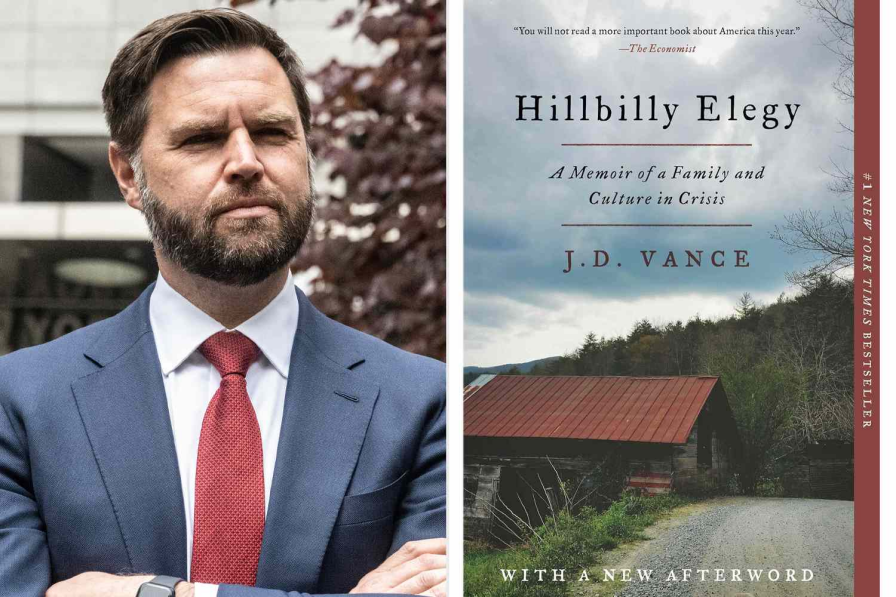 "You will not read a more important book about America this year."
—The Economist
Hillbilly Elegy
A Memoir of a Family and
Culture in Crisis
J.D. VANCE
#1 NEW YORK TIMES BESTSELLER
WITH A NEW AFTERWORD